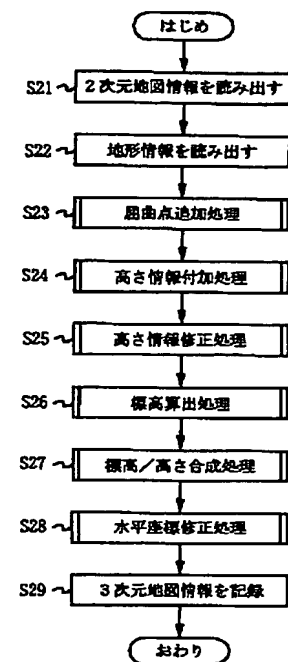 はじめ
S21 2次元地図情報を読み出す
S22 地形情報を読み出す
S23 屈曲点追加処理
S24 高さ情報付加処理
S25 高さ情報修正処理
S26 標高算出処理
S27 標高／高さ合成処理
S28 水平座標修正処理
S29 3次元地図情報を記録
おわり